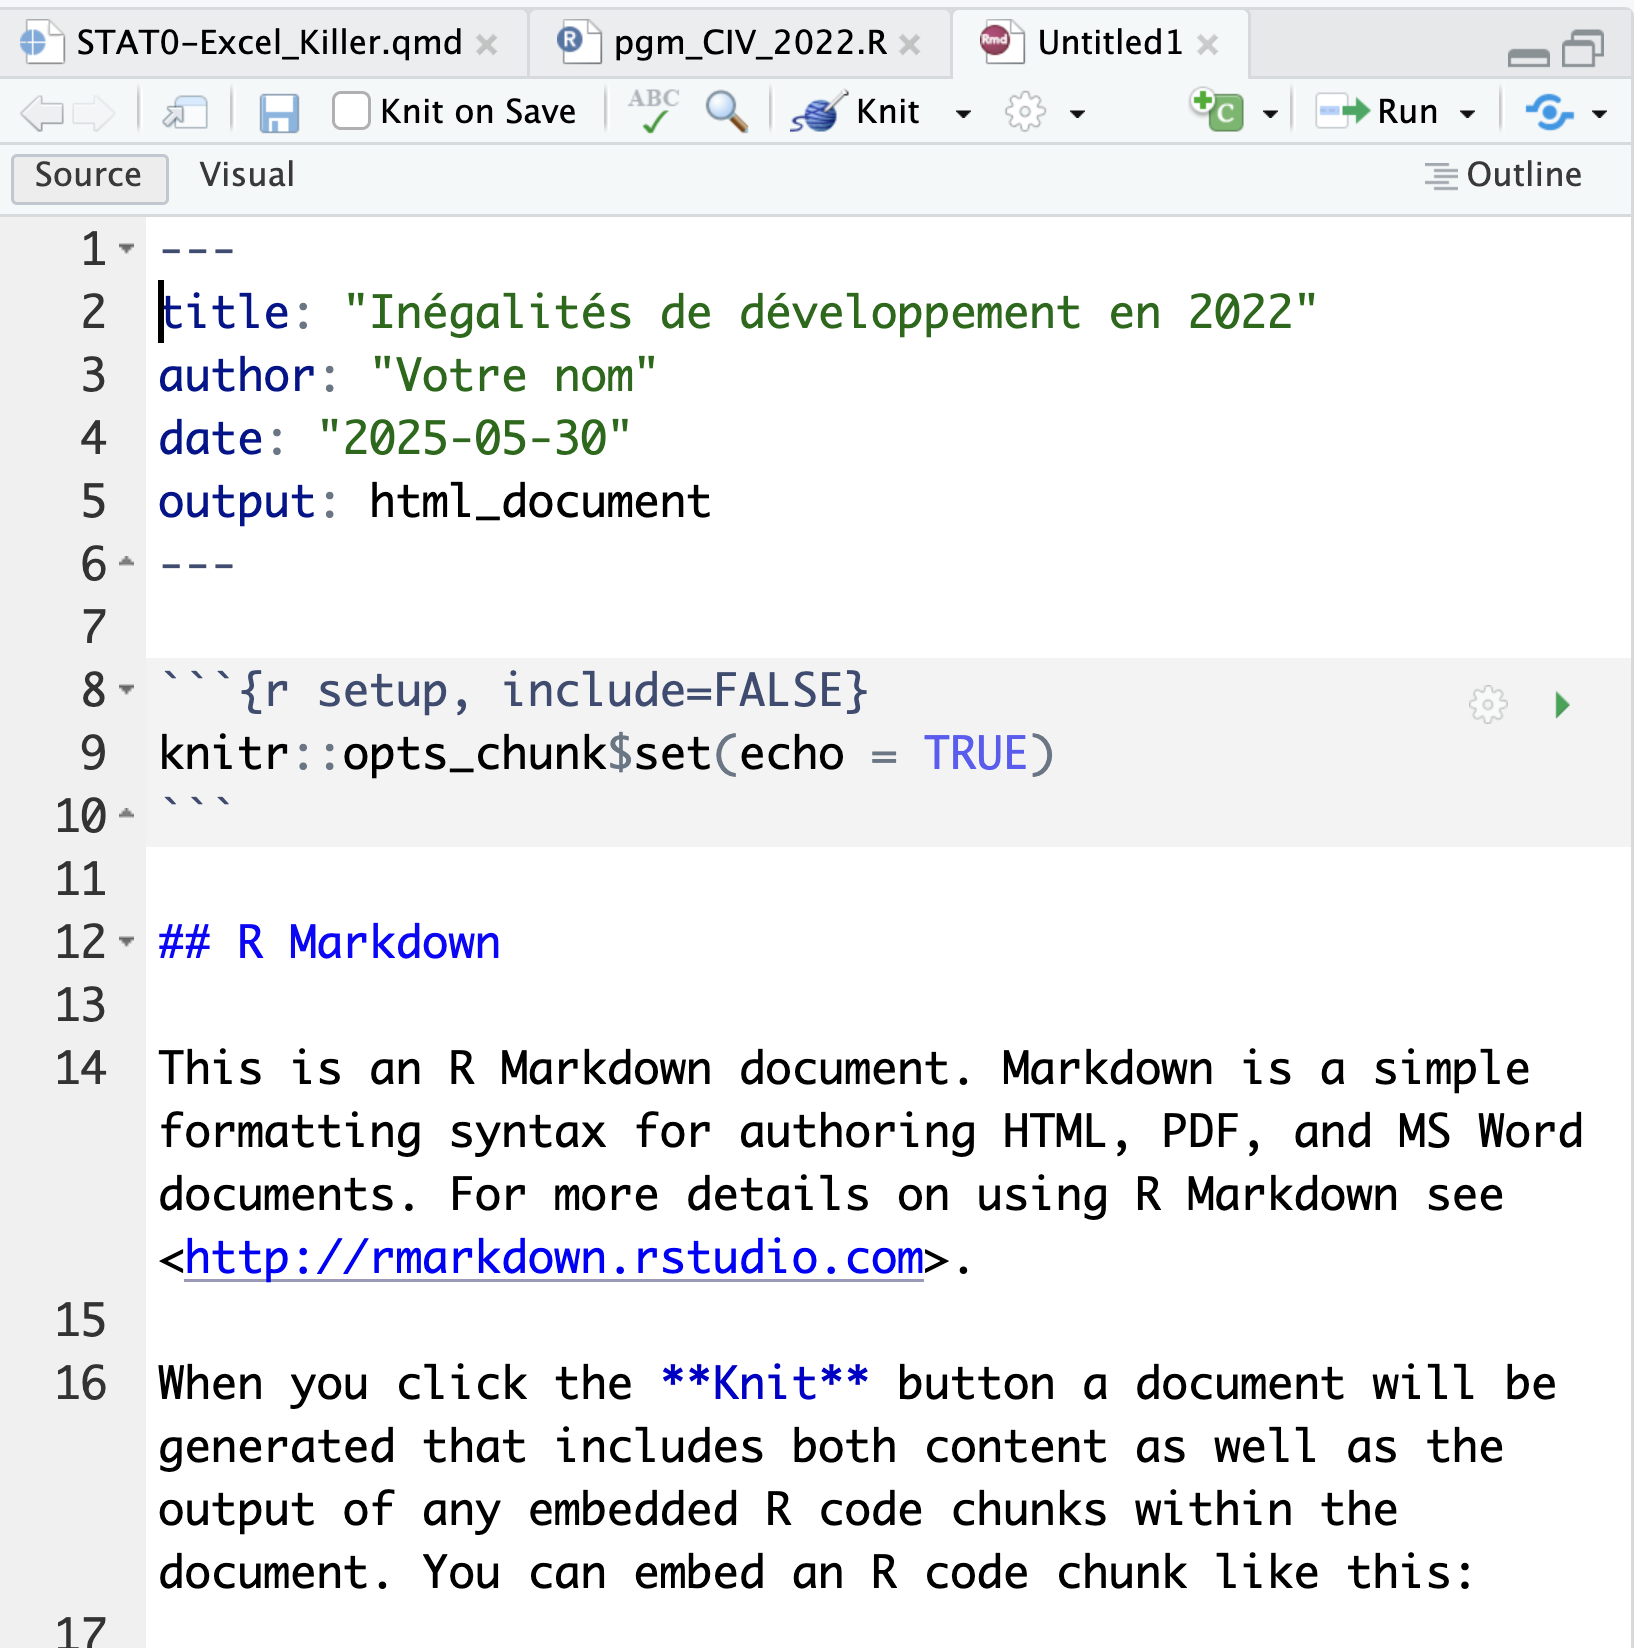 STAT0-Excel_Killer.qmd
pgm_CIV_2022.R
Rmd
Untitled1
Knit on Save
ABC
Knit
C
Run
Source
Visual
Outline
1 ---
2 title: "Inégalités de développement en 2022"
3 author: "Votre nom"
4 date: "2025-05-30"
5 output: html_document
6 ---
7
8 ```{r setup, include=FALSE}
9 knitr::opts_chunk$set(echo = TRUE)
10 ```
11
12 ## R Markdown
13
14 This is an R Markdown document. Markdown is a simple
formatting syntax for authoring HTML, PDF, and MS Word
documents. For more details on using R Markdown see
<http://rmarkdown.rstudio.com>.
15
16 When you click the **Knit** button a document will be
generated that includes both content as well as the
output of any embedded R code chunks within the
document. You can embed an R code chunk like this:
17